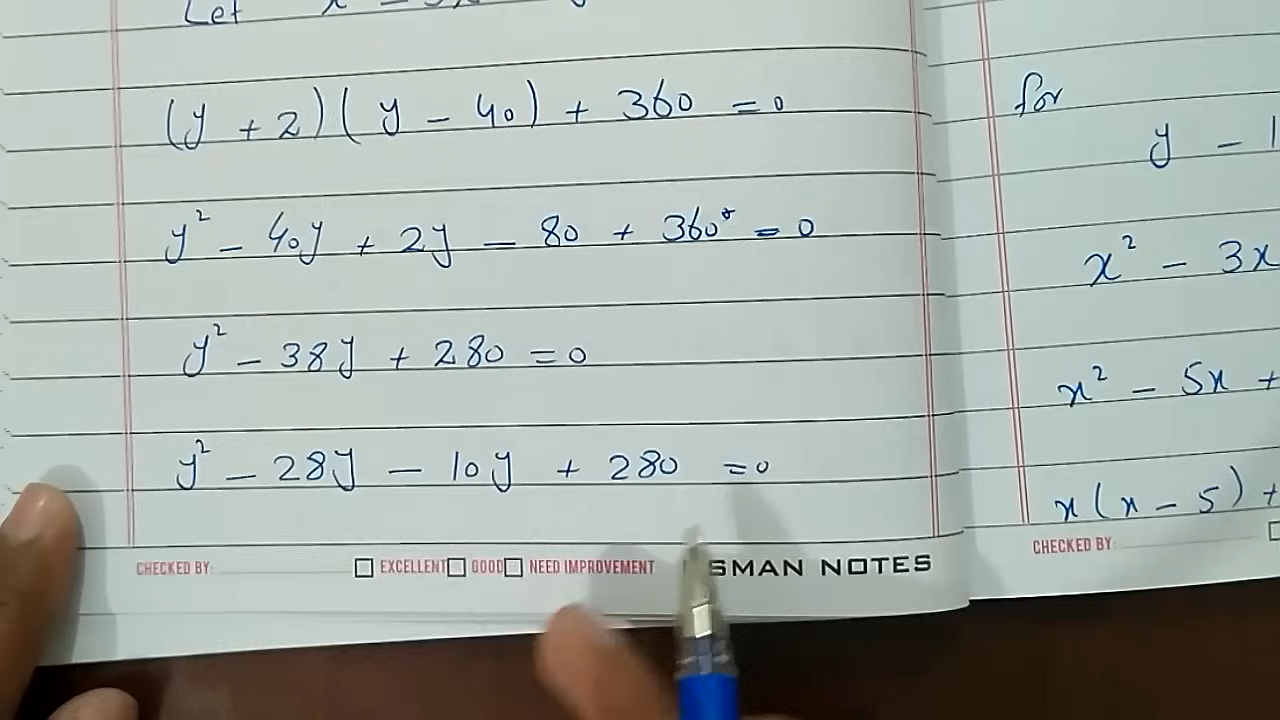 Let
(y + 2)(y - 40) + 360 = 0
y² - 40y + 2y - 80 + 360 = 0
y² - 38y + 280 = 0
y² - 28y - 10y + 280 = 0
CHECKED BY: EXCELLENT GOOD NEED IMPROVEMENT SMAN NOTES
for
y - 1
x² - 3x
x² - 5x +
x(x - 5) +
CHECKED BY: